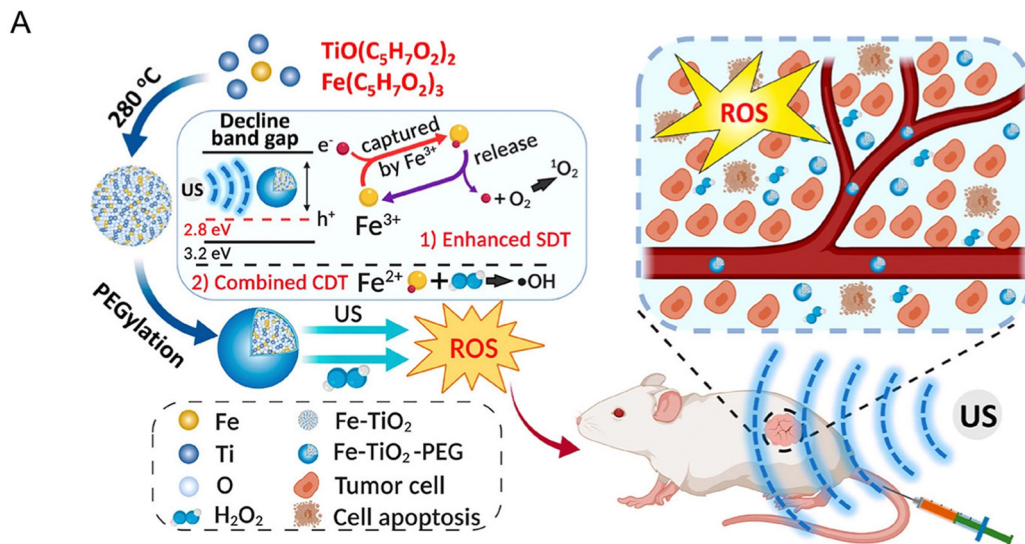 A
TiO(C₅H₇O₂)₂
Fe(C₅H₇O₂)₃
280 °C
Decline
band gap
e⁻
captured
by Fe³⁺
release
US
h⁺
Fe³⁺
+ O₂
¹O₂
2.8 eV
3.2 eV
1) Enhanced SDT
2) Combined CDT
Fe²⁺
+
•OH
PEGylation
US
ROS
Fe
Fe-TiO₂
Ti
Fe-TiO₂-PEG
O
Tumor cell
H₂O₂
Cell apoptosis
ROS
US